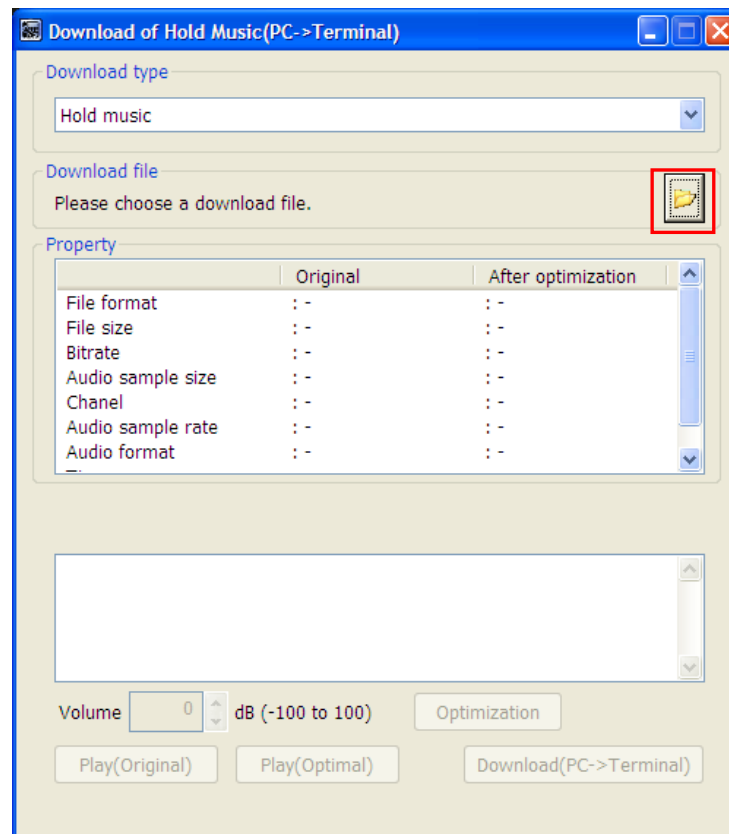 Download of Hold Music(PC->Terminal)
Download type
Hold music
Download file
Please choose a download file.
Property
Original After optimization
File format : - : -
File size : - : -
Bitrate : - : -
Audio sample size : - : -
Chanel : - : -
Audio sample rate : - : -
Audio format : - : -
Volume 0 dB (-100 to 100) Optimization
Play(Original) Play(Optimal) Download(PC->Terminal)